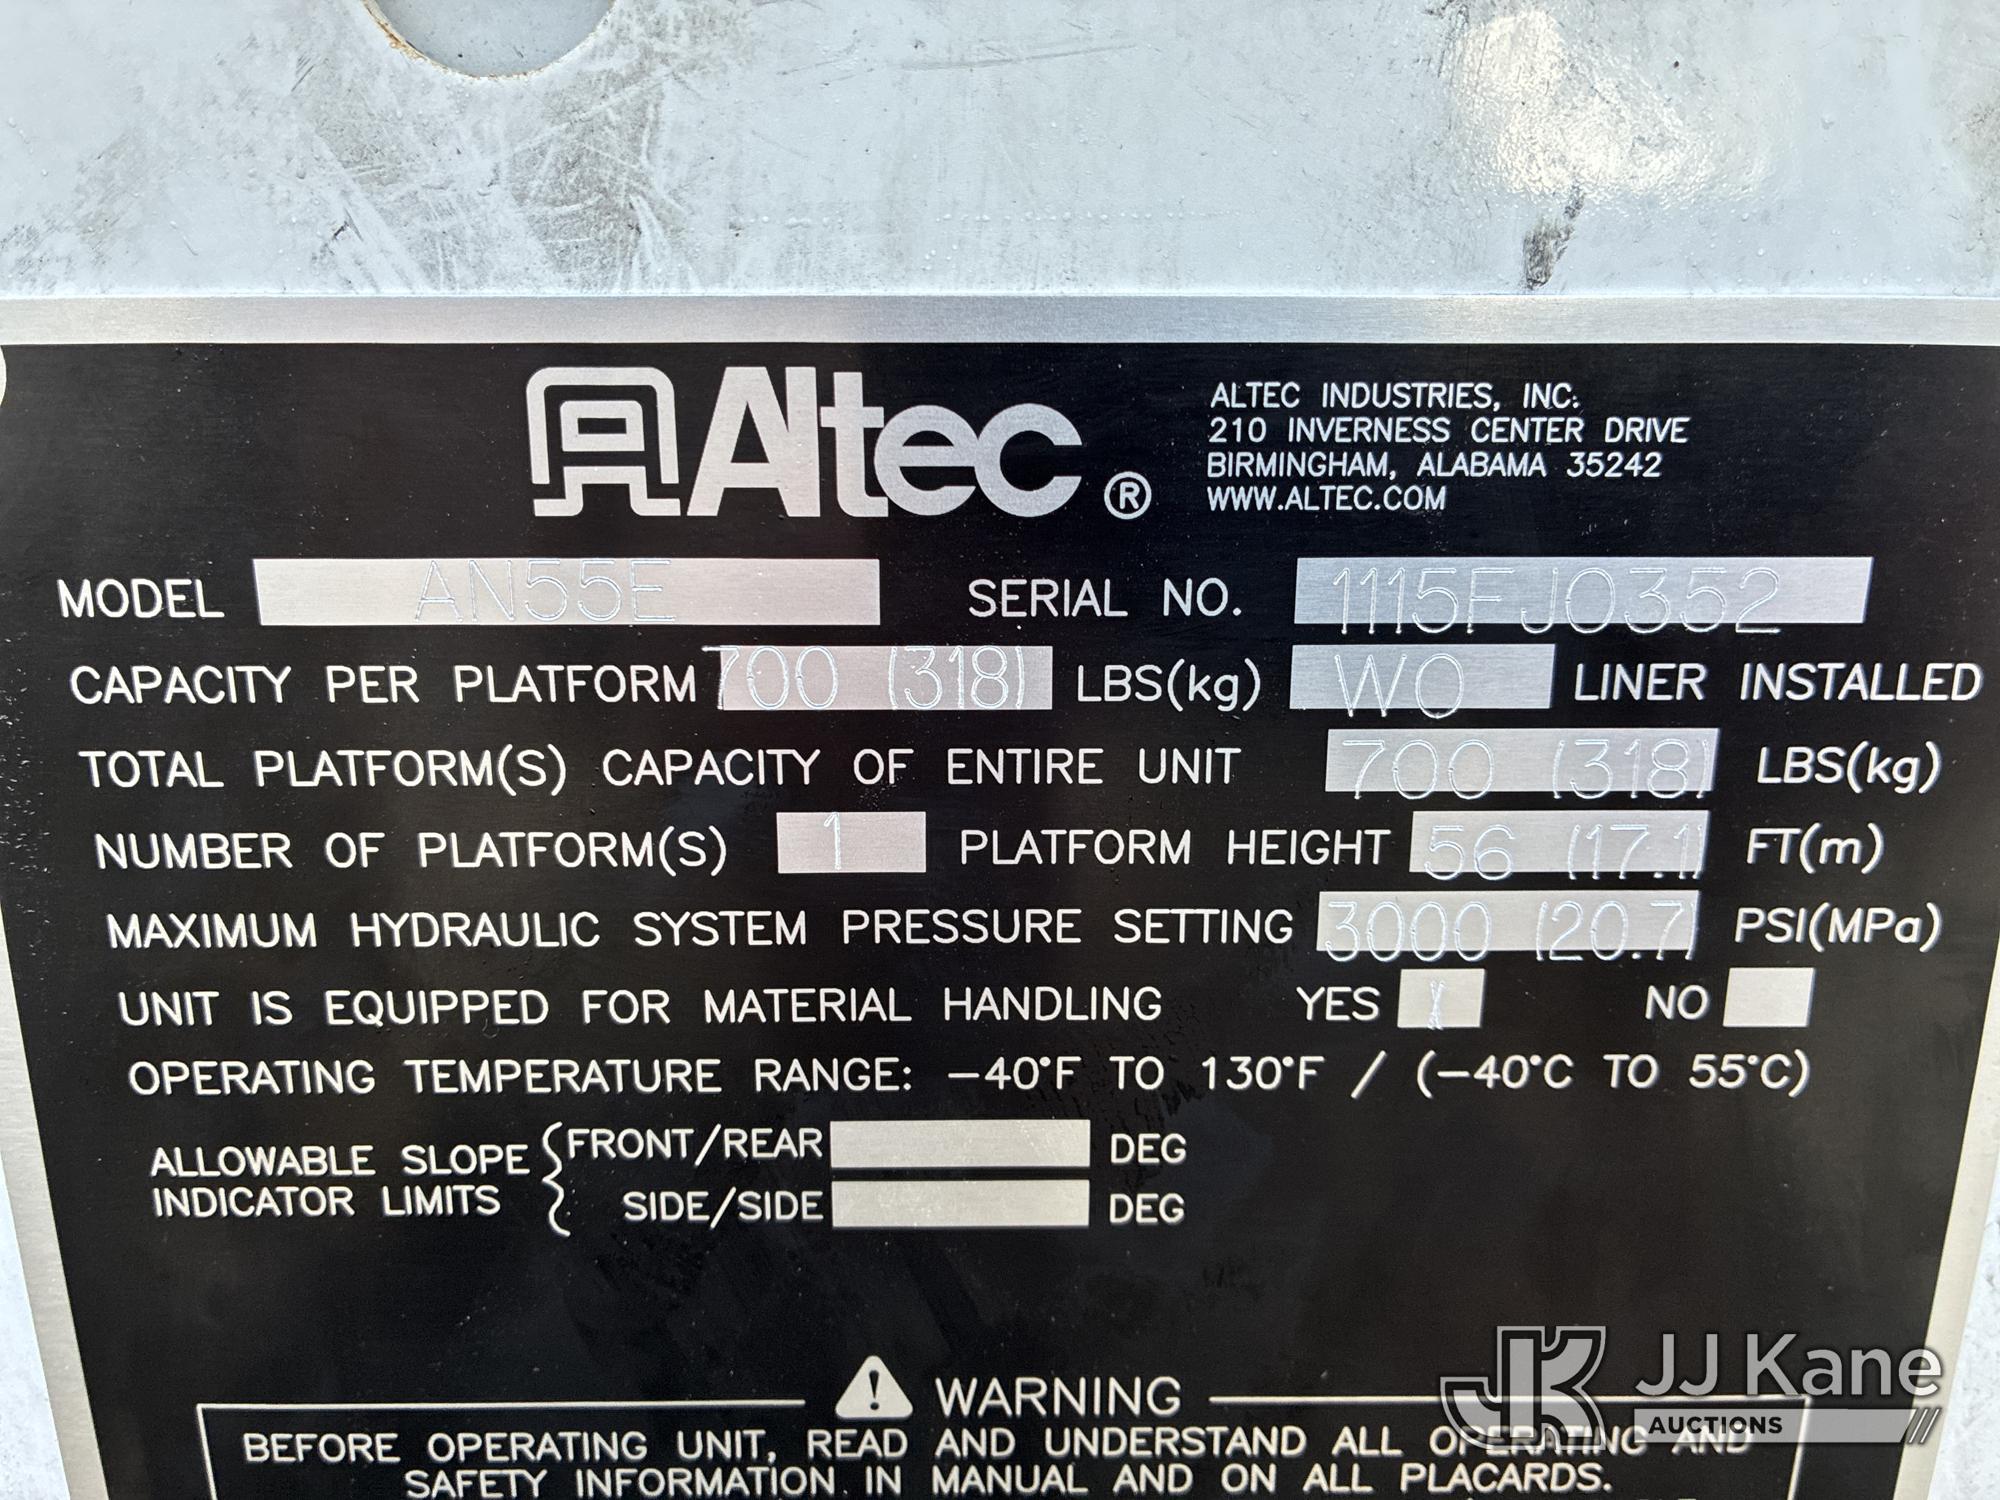 Altec®
ALTEC INDUSTRIES, INC.
210 INVERNESS CENTER DRIVE
BIRMINGHAM, ALABAMA 35242
WWW.ALTEC.COM
MODEL AN55E SERIAL NO. 1115FJ0352
CAPACITY PER PLATFORM 700 (318) LBS(kg) WO LINER INSTALLED
TOTAL PLATFORM(S) CAPACITY OF ENTIRE UNIT 700 (318) LBS(kg)
NUMBER OF PLATFORM(S) 1 PLATFORM HEIGHT 56 (17.1) FT(m)
MAXIMUM HYDRAULIC SYSTEM PRESSURE SETTING 3000 (20.7) PSI(MPa)
UNIT IS EQUIPPED FOR MATERIAL HANDLING YES X NO
OPERATING TEMPERATURE RANGE: -40°F TO 130°F / (-40°C TO 55°C)
ALLOWABLE SLOPE INDICATOR LIMITS { FRONT/REAR DEG
SIDE/SIDE DEG
WARNING
BEFORE OPERATING UNIT, READ AND UNDERSTAND ALL OPERATING AND
SAFETY INFORMATION IN MANUAL AND ON ALL PLACARDS.
JK JJ Kane
AUCTIONS